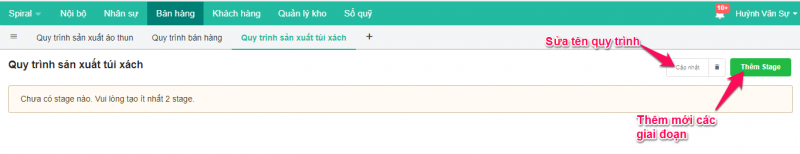 Spiral Nội bộ Nhân sự Bán hàng Khách hàng Quản lý kho Sổ quỹ 10+ Huỳnh Văn Sự
Quy trình sản xuất áo thun Quy trình bán hàng Quy trình sản xuất túi xách +
Sửa tên quy trình
Quy trình sản xuất túi xách Cập nhật Thêm Stage
Chưa có stage nào. Vui lòng tạo ít nhất 2 stage.
Thêm mới các
giai đoạn